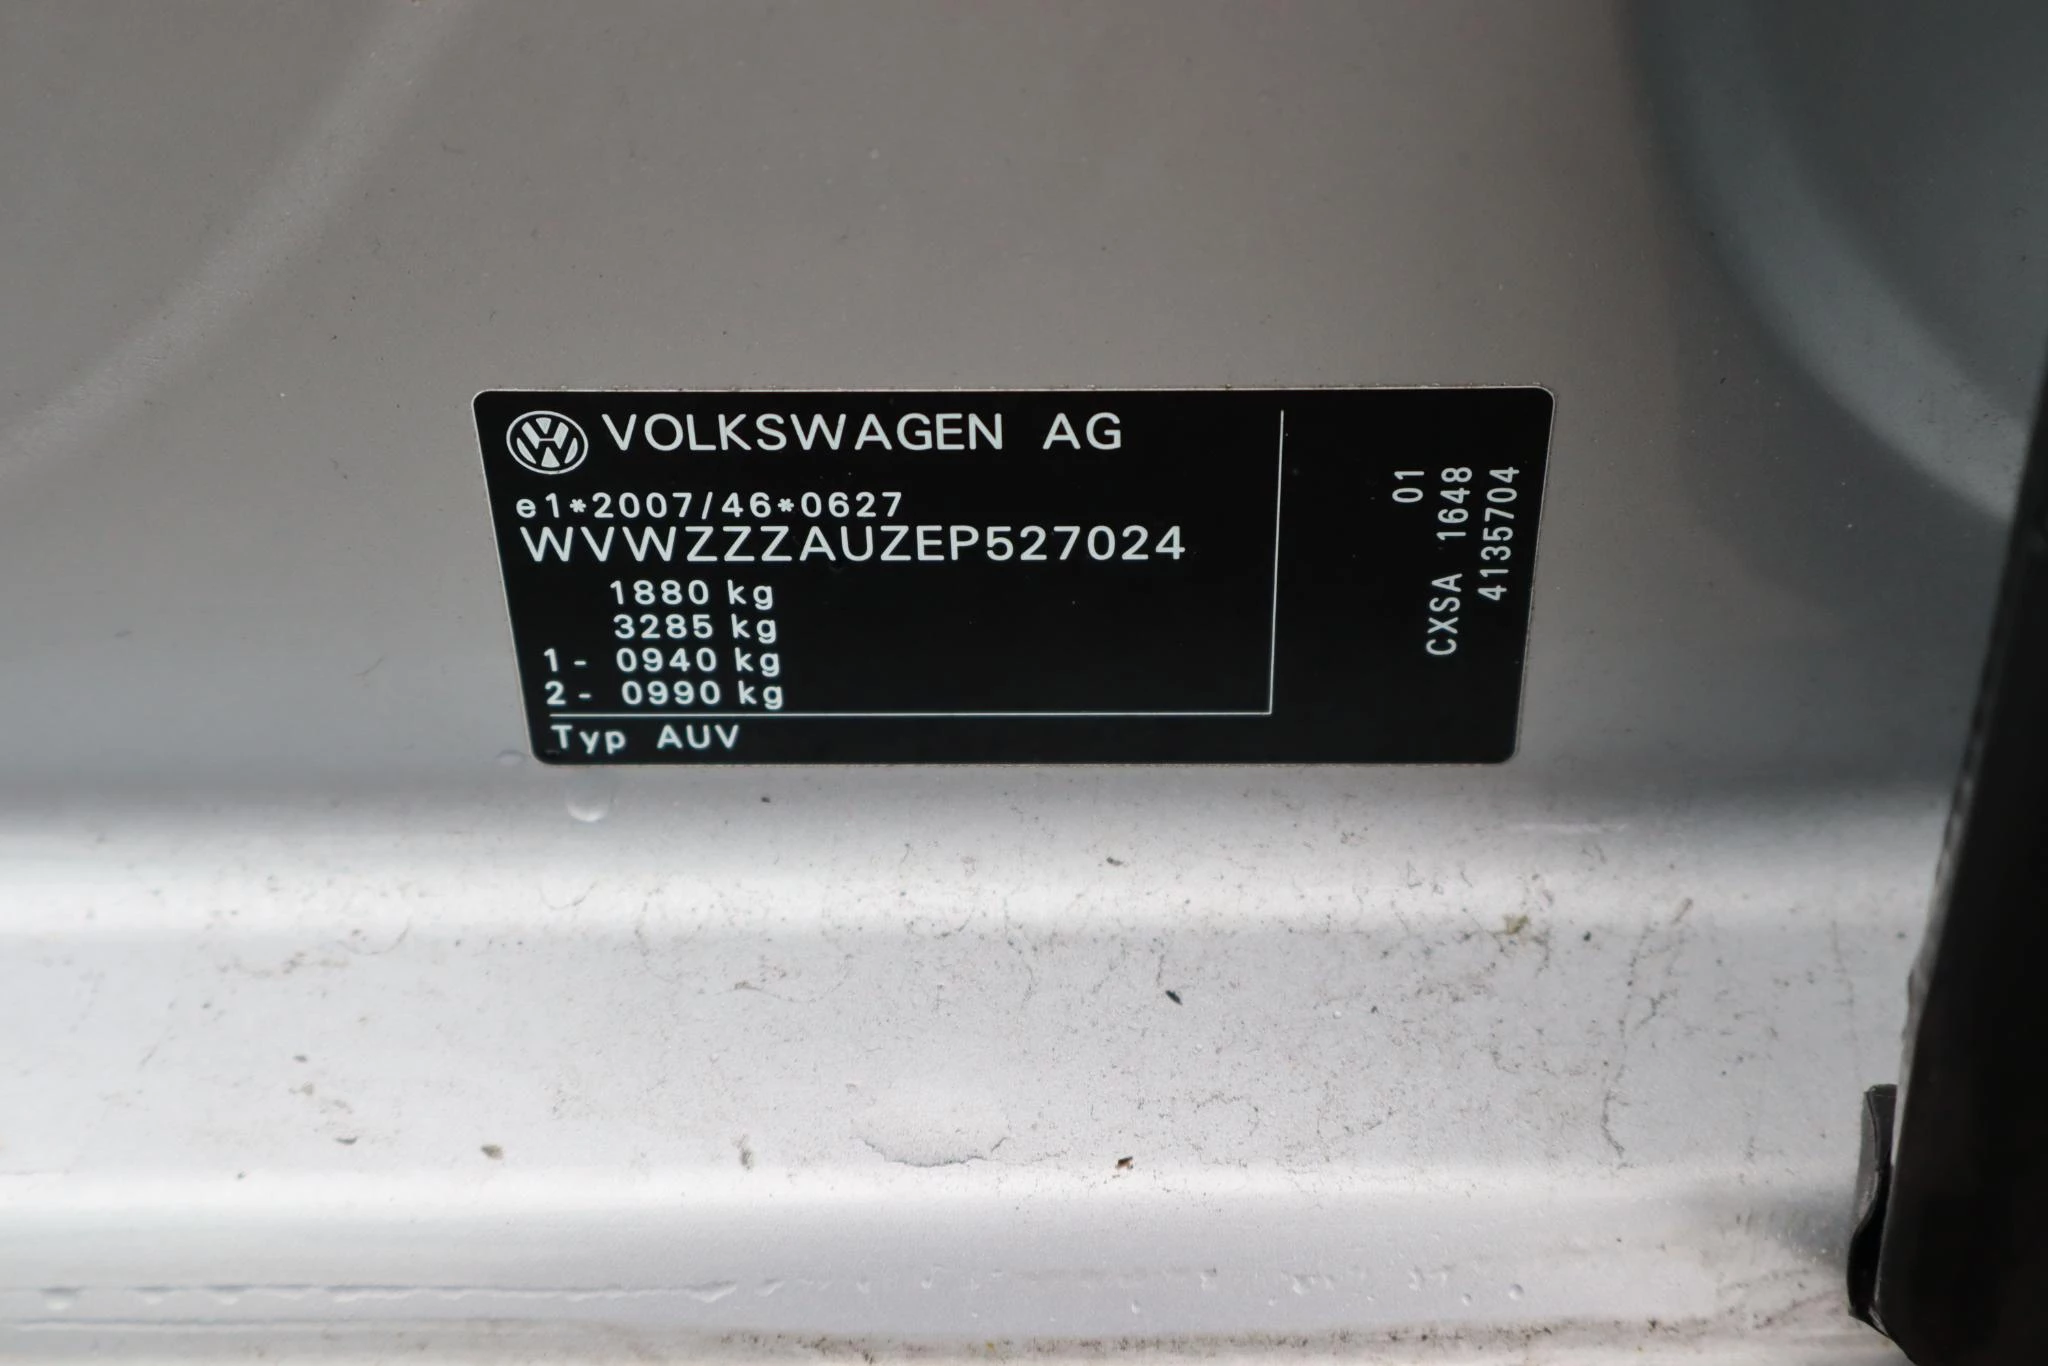 VOLKSWAGEN AG
e1*2007/46*0627
WVWZZZAUZEP527024
1880 kg
3285 kg
1- 0940 kg
2- 0990 kg
Typ AUV
01
CXSA 1648
4135704